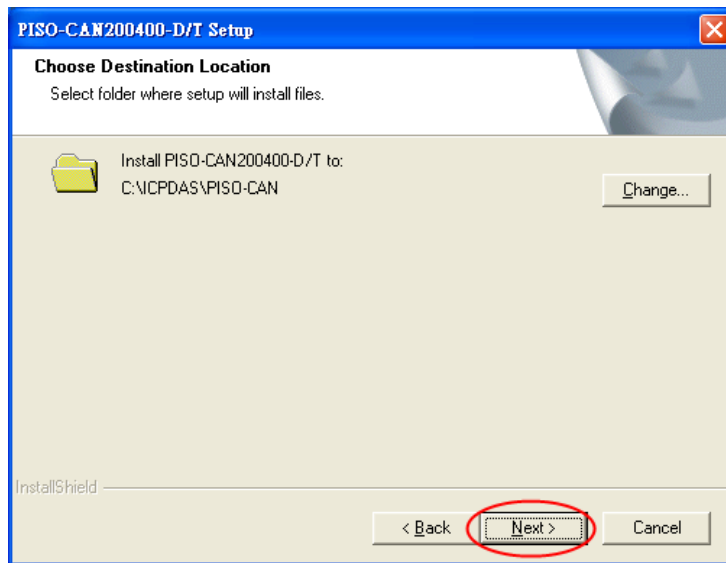 PISO-CAN200400-D/T Setup
Choose Destination Location
Select folder where setup will install files.
Install PISO-CAN200400-D/T to:
C:\ICPDAS\PISO-CAN
Change...
InstallShield
< Back
Next >
Cancel